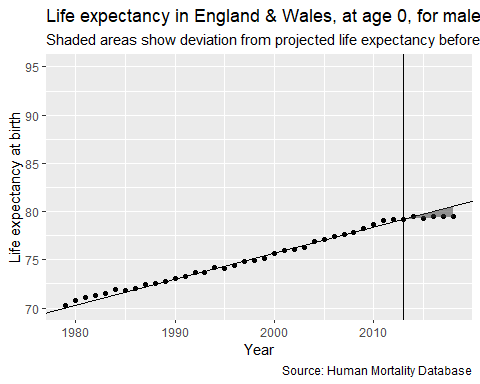 Life expectancy in England & Wales, at age 0, for male
Shaded areas show deviation from projected life expectancy before
95
90
85
80
75
70
Life expectancy at birth
1980 1990 2000 2010
Year
Source: Human Mortality Database